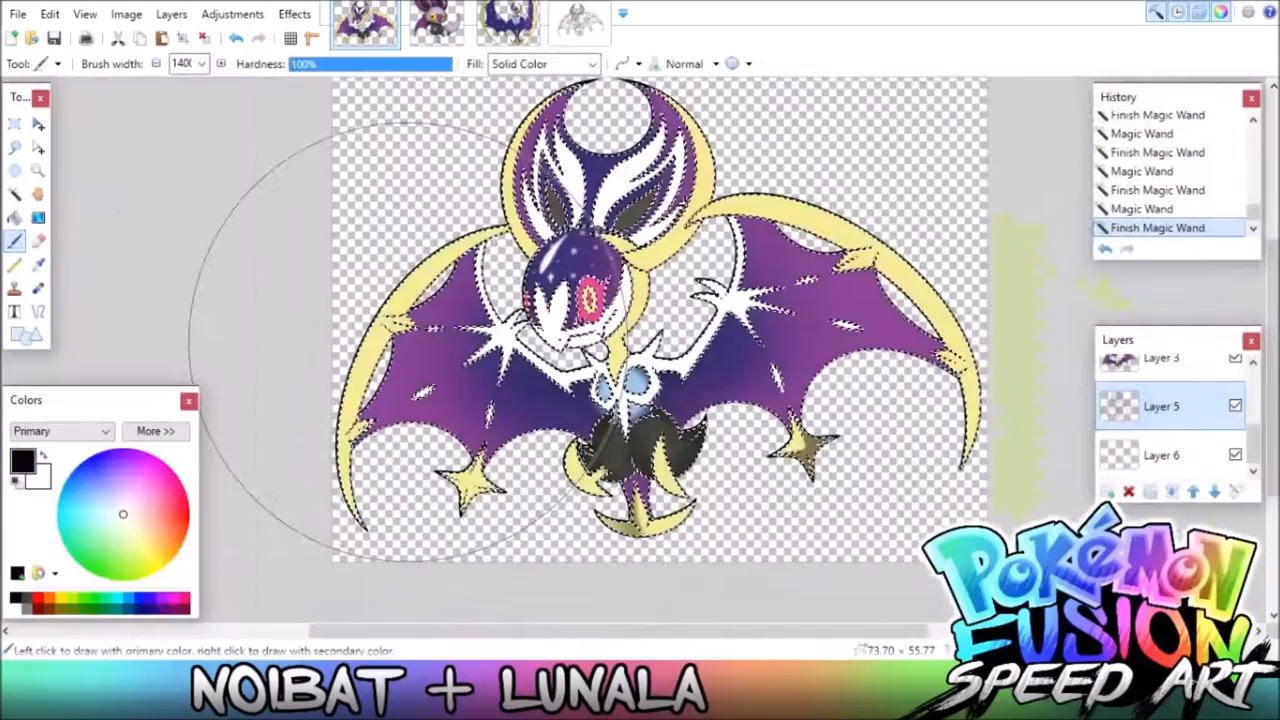 File Edit View Image Layers Adjustments Effects
Tool: Brush width: 140( Hardness: 100% Fill: Solid Color Normal
To...
History
Finish Magic Wand
Magic Wand
Finish Magic Wand
Magic Wand
Finish Magic Wand
Magic Wand
Finish Magic Wand
Layers
Layer 3
Layer 5
Layer 6
Colors
Primary More >>
Left click to draw with primary color, right click to draw with secondary color.
73.70 × 55.77
POKÉMON
FUSION
SPEED ART
NOIBAT + LUNALA